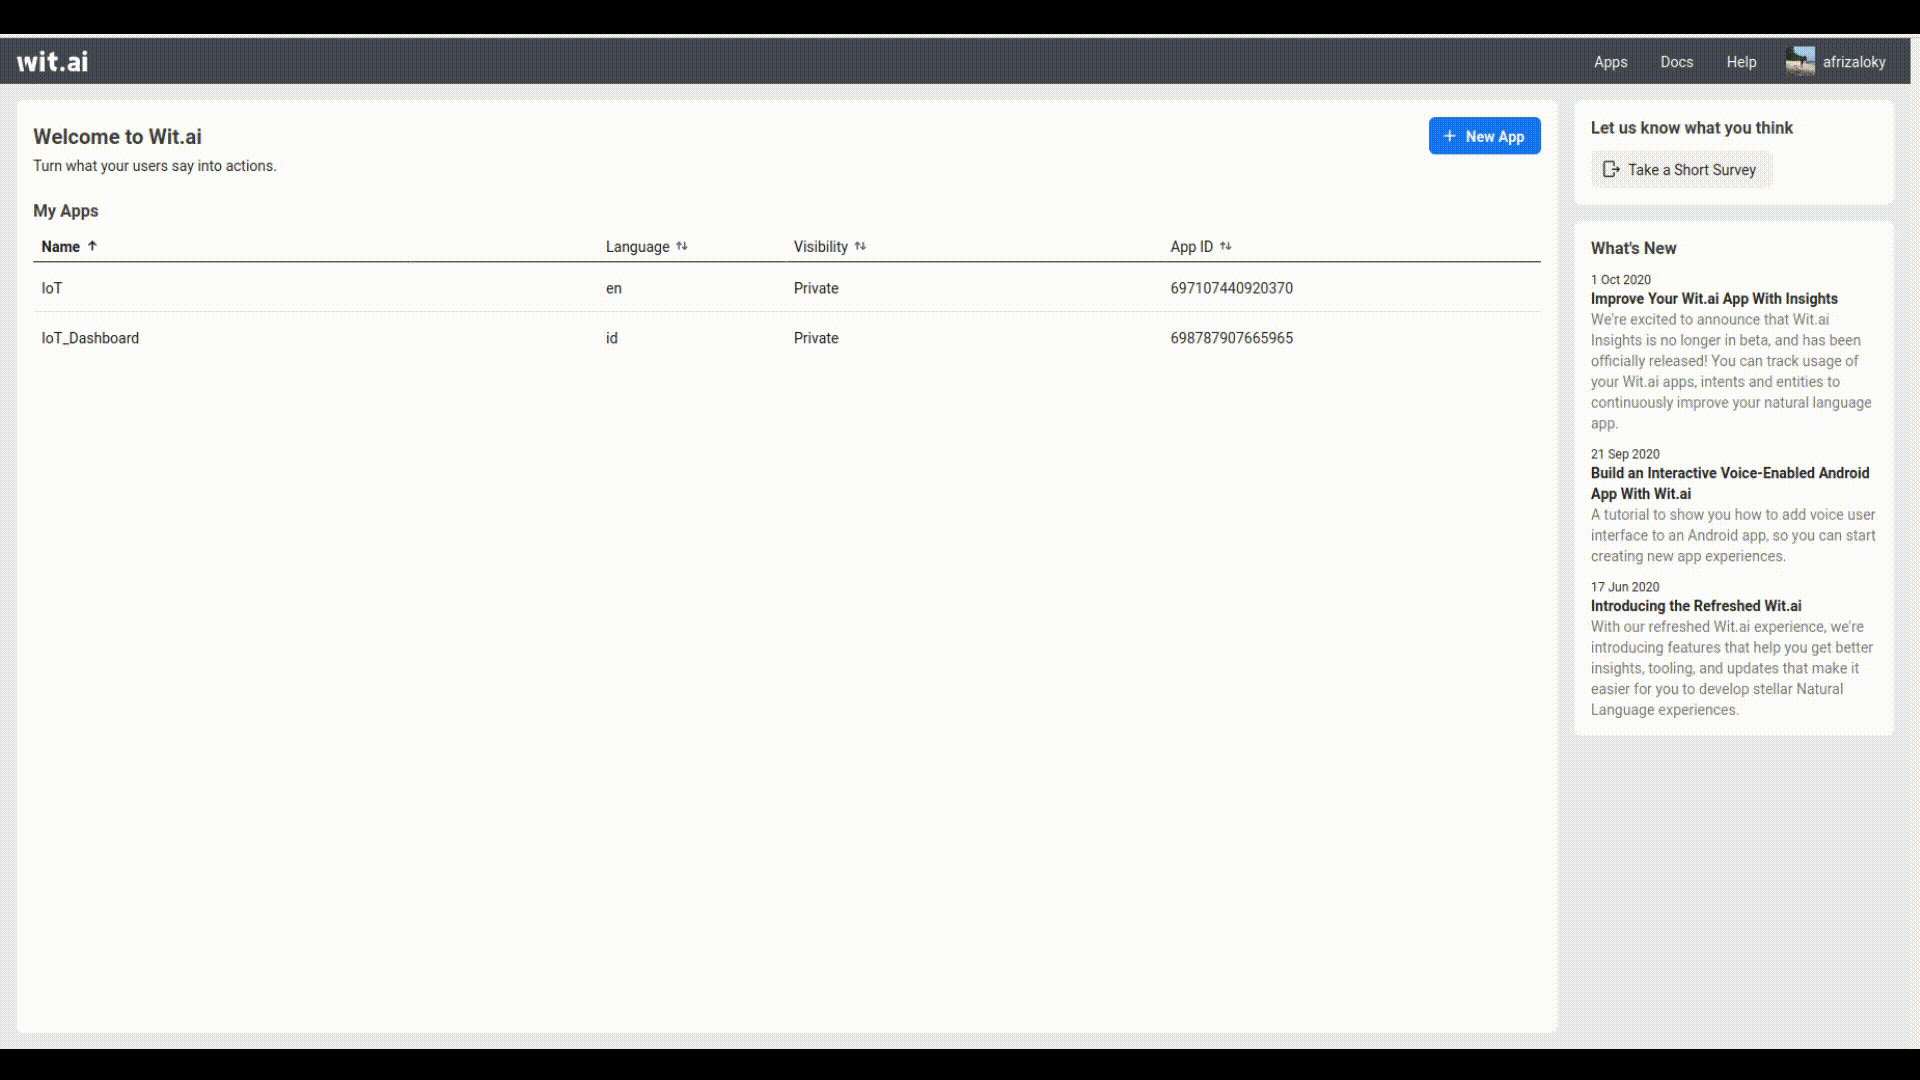 wit.ai
Apps Docs Help afrizaloky
Welcome to Wit.ai
Turn what your users say into actions.
+ New App
My Apps
Name Language Visibility App ID
IoT en Private 697107440920370
IoT_Dashboard id Private 698787907665965
Let us know what you think
Take a Short Survey
What's New
1 Oct 2020
Improve Your Wit.ai App With Insights
We're excited to announce that Wit.ai
Insights is no longer in beta, and has been
officially released! You can track usage of
your Wit.ai apps, intents and entities to
continuously improve your natural language
app.
21 Sep 2020
Build an Interactive Voice-Enabled Android
App With Wit.ai
A tutorial to show you how to add voice user
interface to an Android app, so you can start
creating new app experiences.
17 Jun 2020
Introducing the Refreshed Wit.ai
With our refreshed Wit.ai experience, we're
introducing features that help you get better
insights, tooling, and updates that make it
easier for you to develop stellar Natural
Language experiences.